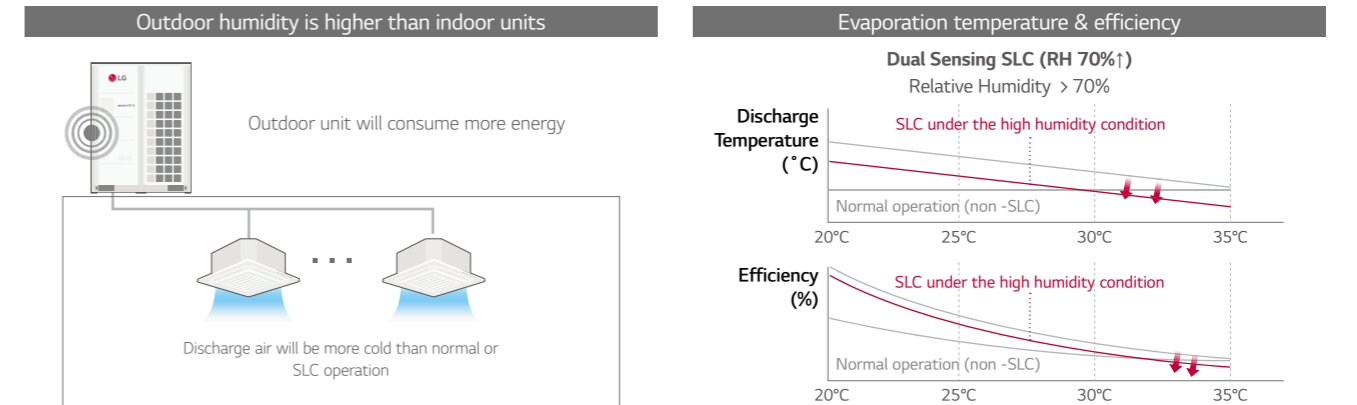 Outdoor humidity is higher than indoor units
LG
Outdoor unit will consume more energy
Discharge air will be more cold than normal or
SLC operation
Evaporation temperature & efficiency
Dual Sensing SLC (RH 70%↑)
Relative Humidity > 70%
Discharge
Temperature
(˚C)
SLC under the high humidity condition
Normal operation (non -SLC)
20°C 25°C 30°C 35°C
Efficiency
(%)
SLC under the high humidity condition
Normal operation (non -SLC)
20°C 25°C 30°C 35°C